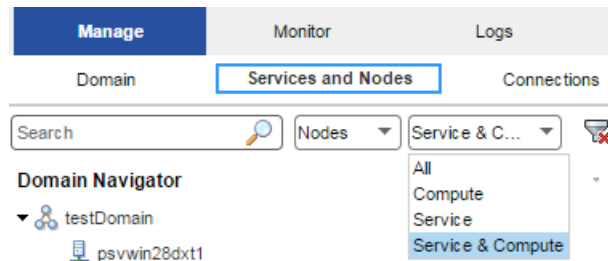 Manage Monitor Logs
Domain Services and Nodes Connections
Search Nodes Service & C...
All
Compute
Service
Service & Compute
Domain Navigator
testDomain
psvwin28dxt1